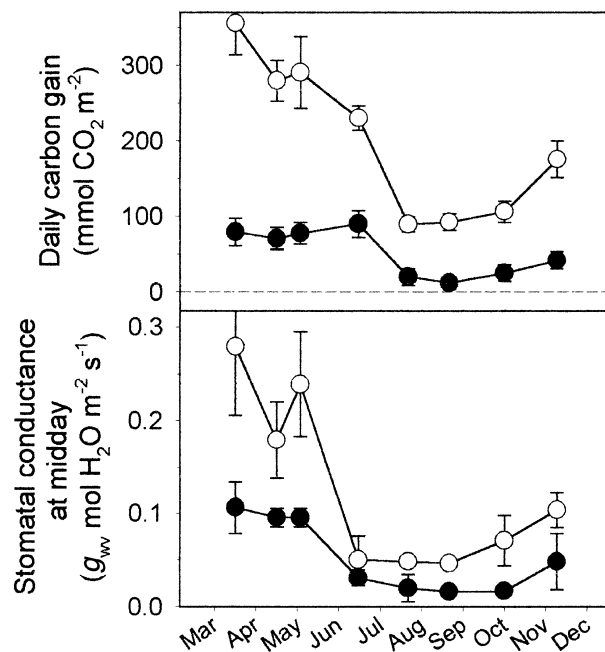 Daily carbon gain
(mmol CO₂ m⁻²)
300
200
100
0
Stomatal conductance
at midday
(g_wv mol H₂O m⁻² s⁻¹)
0.3
0.2
0.1
0.0
Mar Apr May Jun Jul Aug Sep Oct Nov Dec